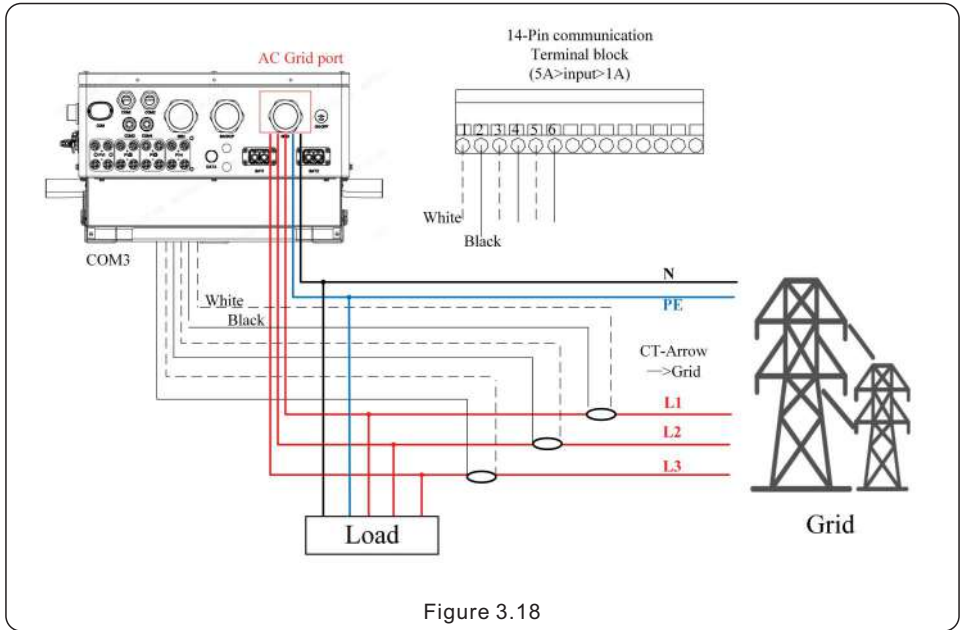 AC Grid port
14-Pin communication
Terminal block
(5A>input>1A)
1 2 3 4 5 6
White
Black
COM3
N
PE
White
Black
CT-Arrow
—>Grid
L1
L2
L3
Load
Grid
Figure 3.18